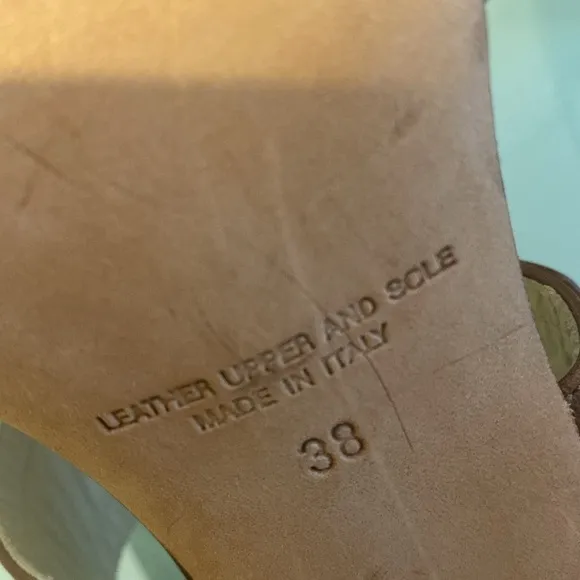 LEATHER UPPER AND SOLE
MADE IN ITALY
38